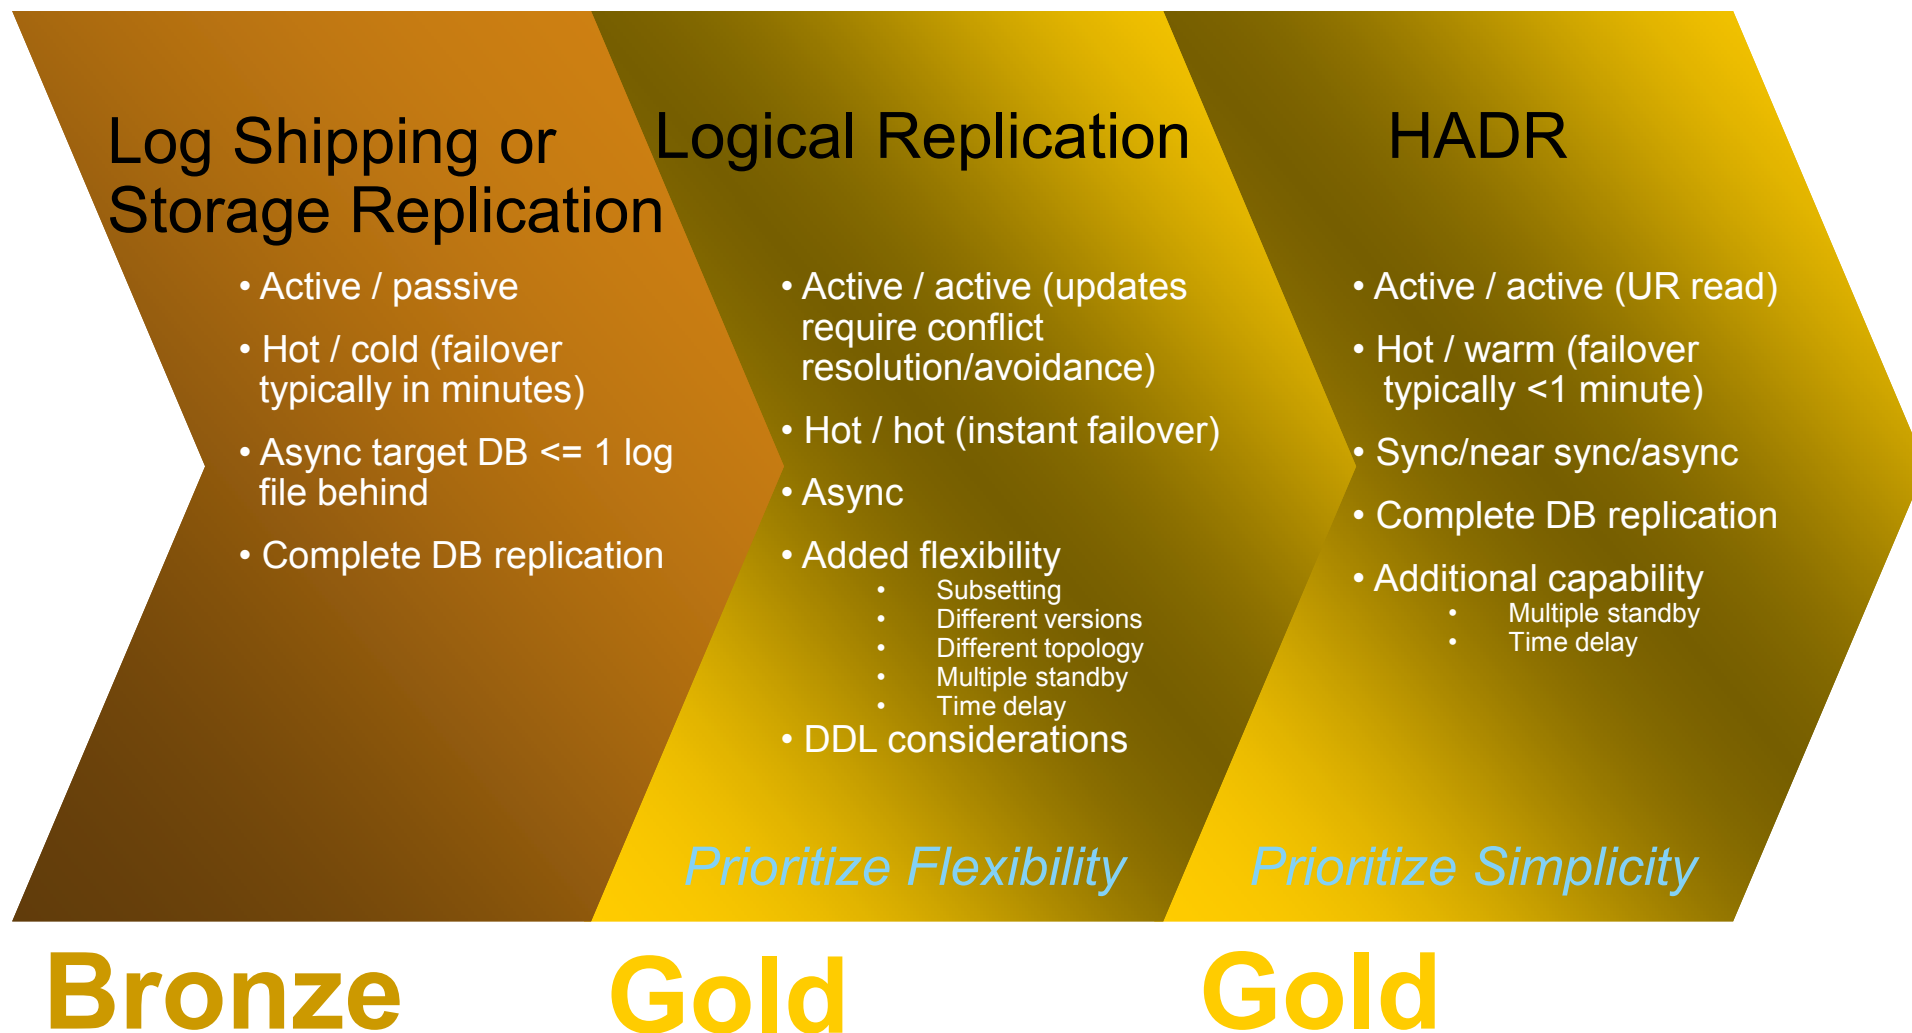 Log Shipping or
Storage Replication
• Active / passive
• Hot / cold (failover
typically in minutes)
• Async target DB <= 1 log
file behind
• Complete DB replication
Logical Replication
• Active / active (updates
require conflict
resolution/avoidance)
• Hot / hot (instant failover)
• Async
• Added flexibility
• Subsetting
• Different versions
• Different topology
• Multiple standby
• Time delay
• DDL considerations
Prioritize Flexibility
HADR
• Active / active (UR read)
• Hot / warm (failover
typically <1 minute)
• Sync/near sync/async
• Complete DB replication
• Additional capability
• Multiple standby
• Time delay
Prioritize Simplicity
Bronze
Gold
Gold